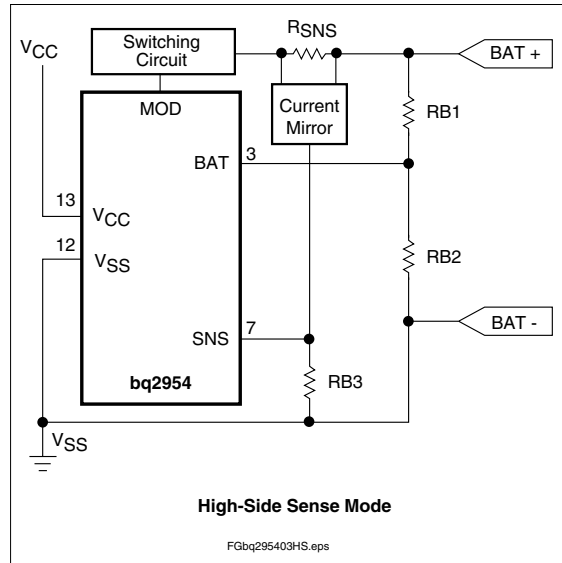 RSNS
Switching
Circuit
VCC
BAT +
MOD
Current
Mirror
RB1
BAT
3
13
VCC
12
VSS
RB2
SNS
7
BAT -
bq2954
RB3
VSS
High-Side Sense Mode
FGbq295403HS.eps